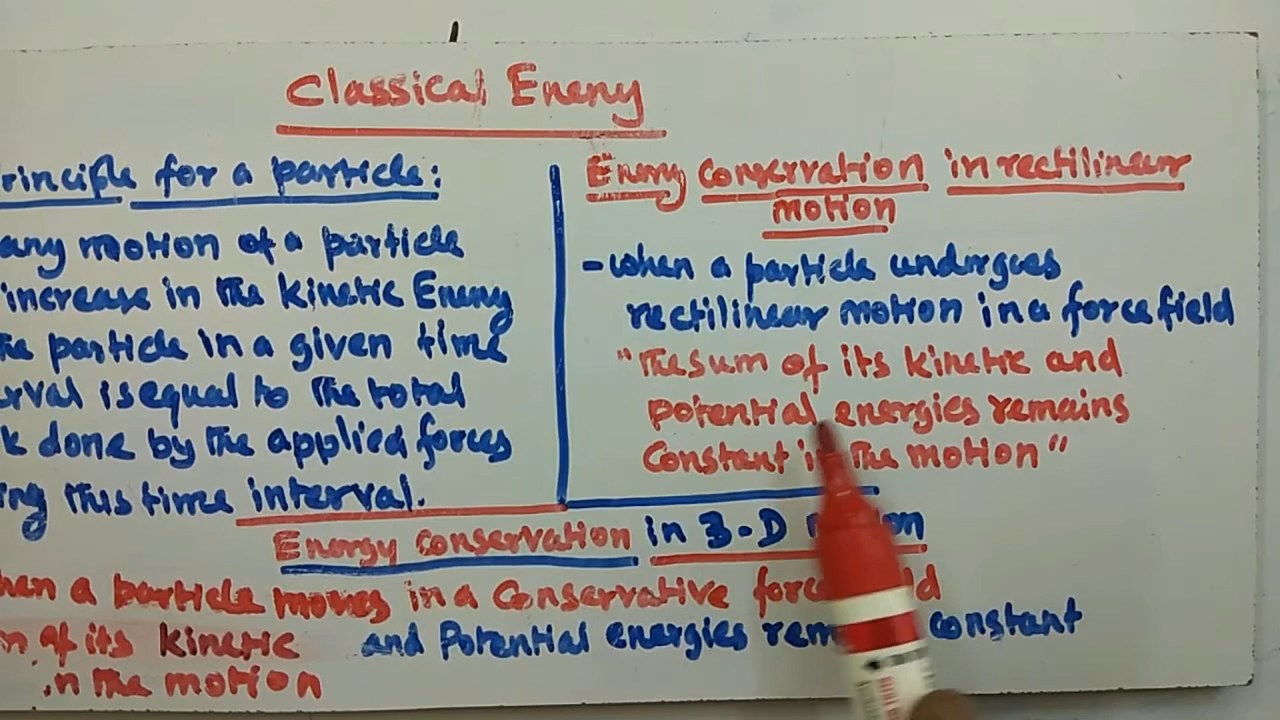 Classical Enengy
rinciple for a particle:
any motion of a particle
increase in the kinetic Energy
the particle in a given time
erval is equal to the total
k done by the applied forces
ing this time interval.
Energy conservation in rectilinear
motion
- when a particle undergoes
rectilinear motion in a force field
"The sum of its kinetic and
potential energies remains
Constant in the motion"
Energy conservation in 3-D
hen a particle moves in a Conservative
of its kinetic and Potential energies constant
in the motion